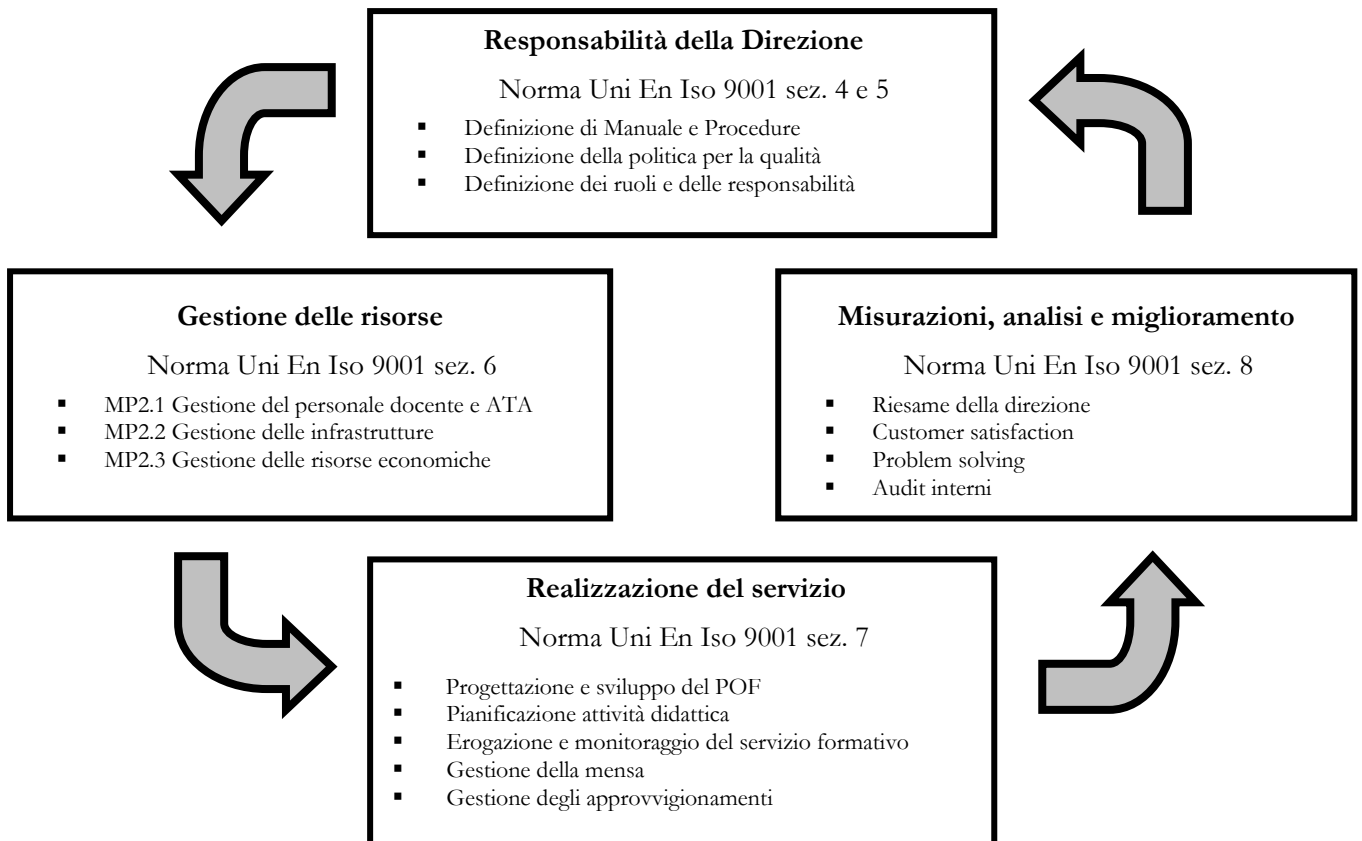 Responsabilità della Direzione
Norma Uni En Iso 9001 sez. 4 e 5
▪ Definizione di Manuale e Procedure
▪ Definizione della politica per la qualità
▪ Definizione dei ruoli e delle responsabilità
Gestione delle risorse
Norma Uni En Iso 9001 sez. 6
▪ MP2.1 Gestione del personale docente e ATA
▪ MP2.2 Gestione delle infrastrutture
▪ MP2.3 Gestione delle risorse economiche
Misurazioni, analisi e miglioramento
Norma Uni En Iso 9001 sez. 8
▪ Riesame della direzione
▪ Customer satisfaction
▪ Problem solving
▪ Audit interni
Realizzazione del servizio
Norma Uni En Iso 9001 sez. 7
▪ Progettazione e sviluppo del POF
▪ Pianificazione attività didattica
▪ Erogazione e monitoraggio del servizio formativo
▪ Gestione della mensa
▪ Gestione degli approvvigionamenti